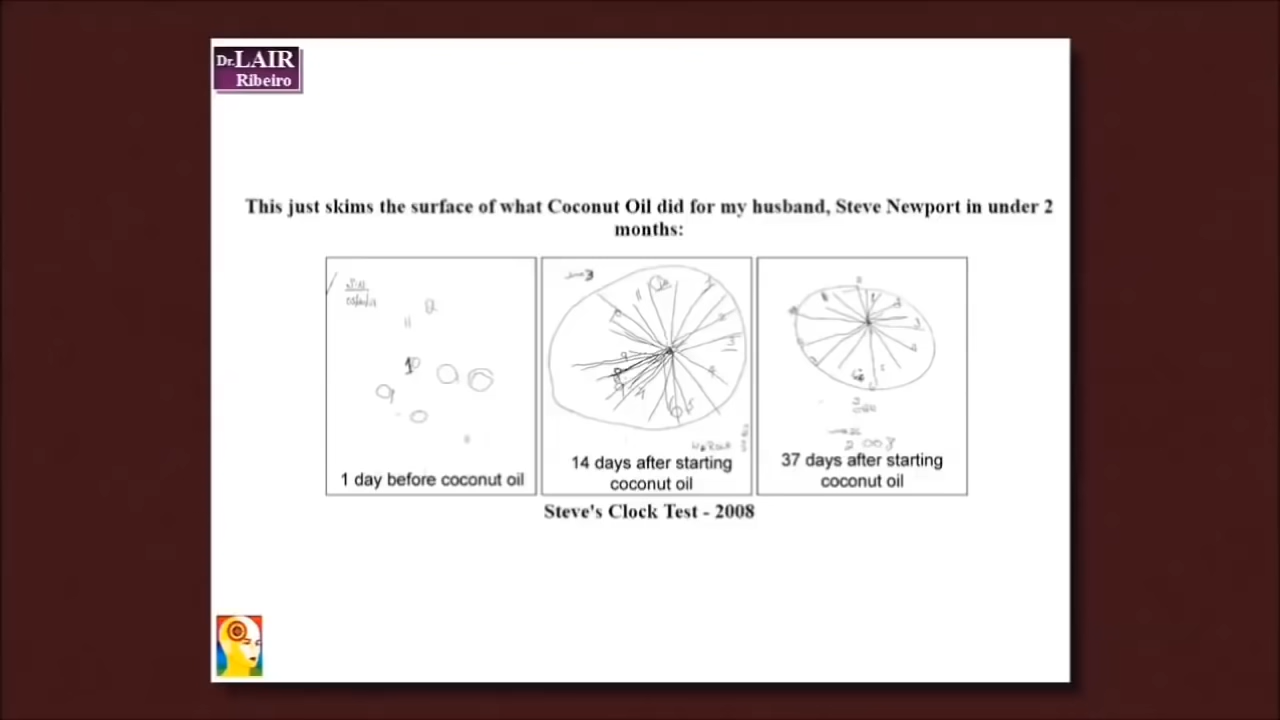 Dr. LAIR
Ribeiro
This just skims the surface of what Coconut Oil did for my husband, Steve Newport in under 2
months:
1 day before coconut oil
14 days after starting
coconut oil
37 days after starting
coconut oil
Steve's Clock Test - 2008